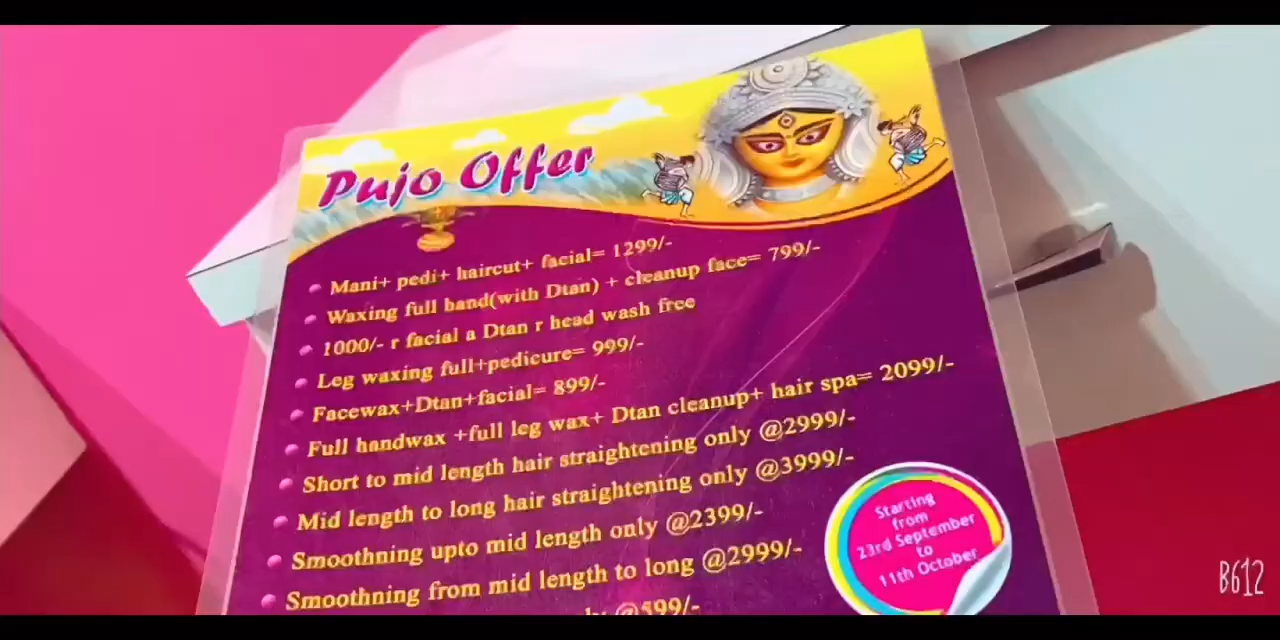 Pujo Offer
Mani+ pedi+ haircut+ facial= 1299/-
Waxing full hand(with Dtan) + cleanup face= 799/-
1000/- r facial a Dtan r head wash free
Leg waxing full+pedicure= 999/-
Facewax+Dtan+facial= 899/-
Full handwax +full leg wax+ Dtan cleanup+ hair spa= 2099/-
Short to mid length hair straightening only @2999/-
Mid length to long hair straightening only @3999/-
Smoothning upto mid length only @2399/-
Smoothning from mid length to long @2999/-
@599/-
Starting
from
23rd September
to
11th October
B612